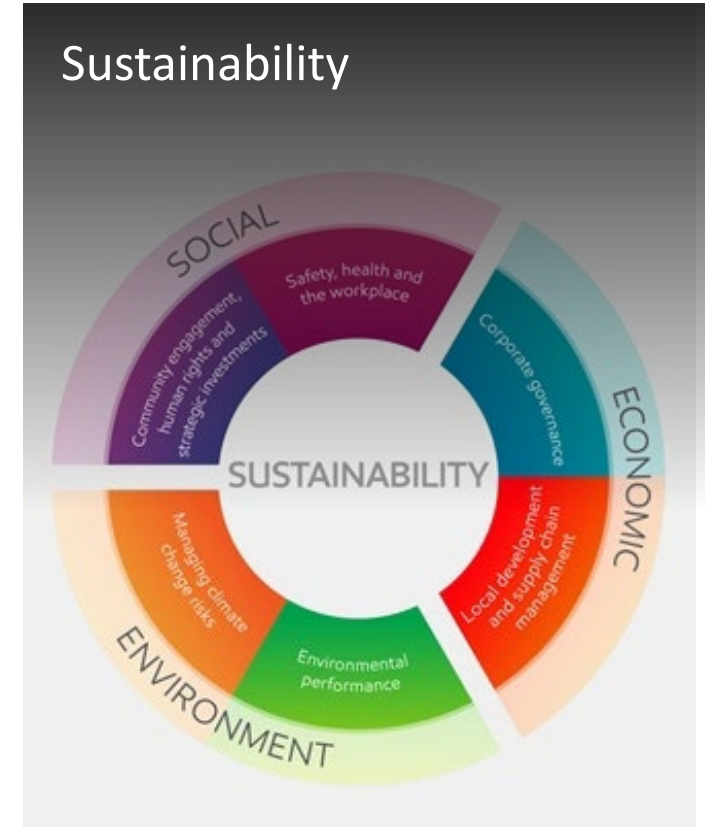 Sustainability
SOCIAL
Safety, health and
the workplace
Community engagement,
human rights and
strategic investments
Corporate governance
ECONOMIC
SUSTAINABILITY
Local development
and supply chain
management
Managing climate
change risks
Environmental
performance
ENVIRONMENT